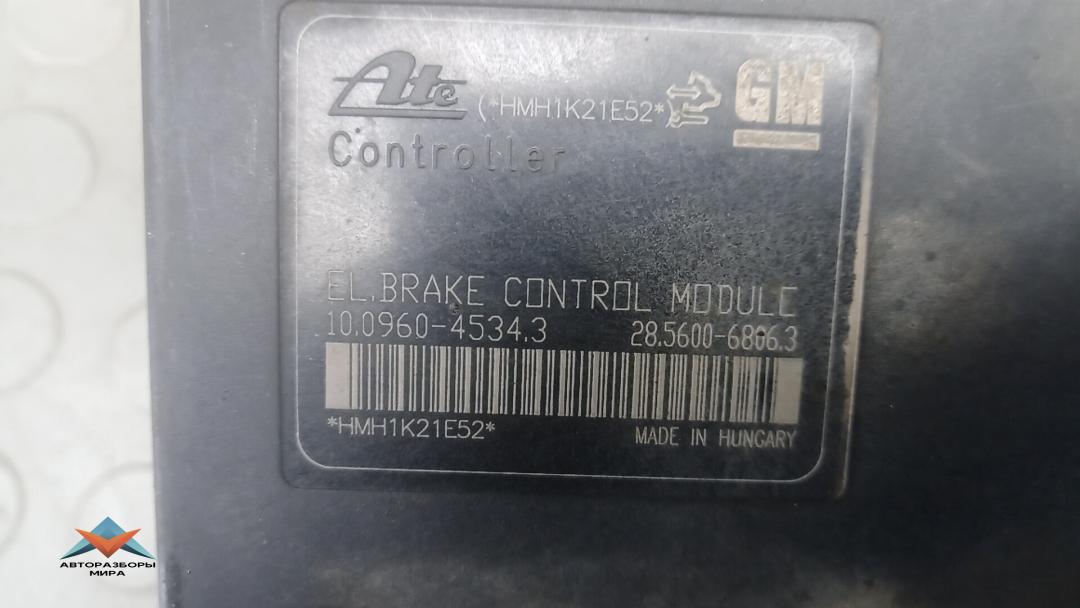 Ate (*HMH1K21E52*) GM
Controller
EL.BRAKE CONTROL MODULE
10.0960-4534.3 28.5600-6806.3
*HMH1K21E52* MADE IN HUNGARY
АВТОРАЗБОРЫ
МИРА